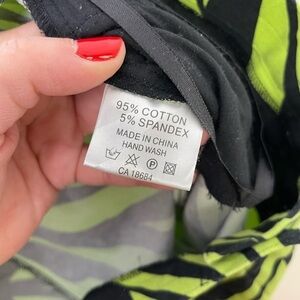 95% COTTON
5% SPANDEX
MADE IN CHINA
HAND WASH
CA 18684